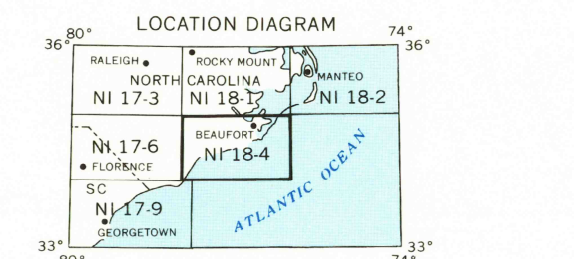 LOCATION DIAGRAM
80° 74°
36° 36°
RALEIGH ROCKY MOUNT
NORTH CAROLINA MANTEO
NI 17-3 NI 18-1 NI 18-2
BEAUFORT
NI 17-6 NI 18-4
FLORENCE
SC
NI 17-9
ATLANTIC OCEAN
GEORGETOWN
33° 33°
80° 74°